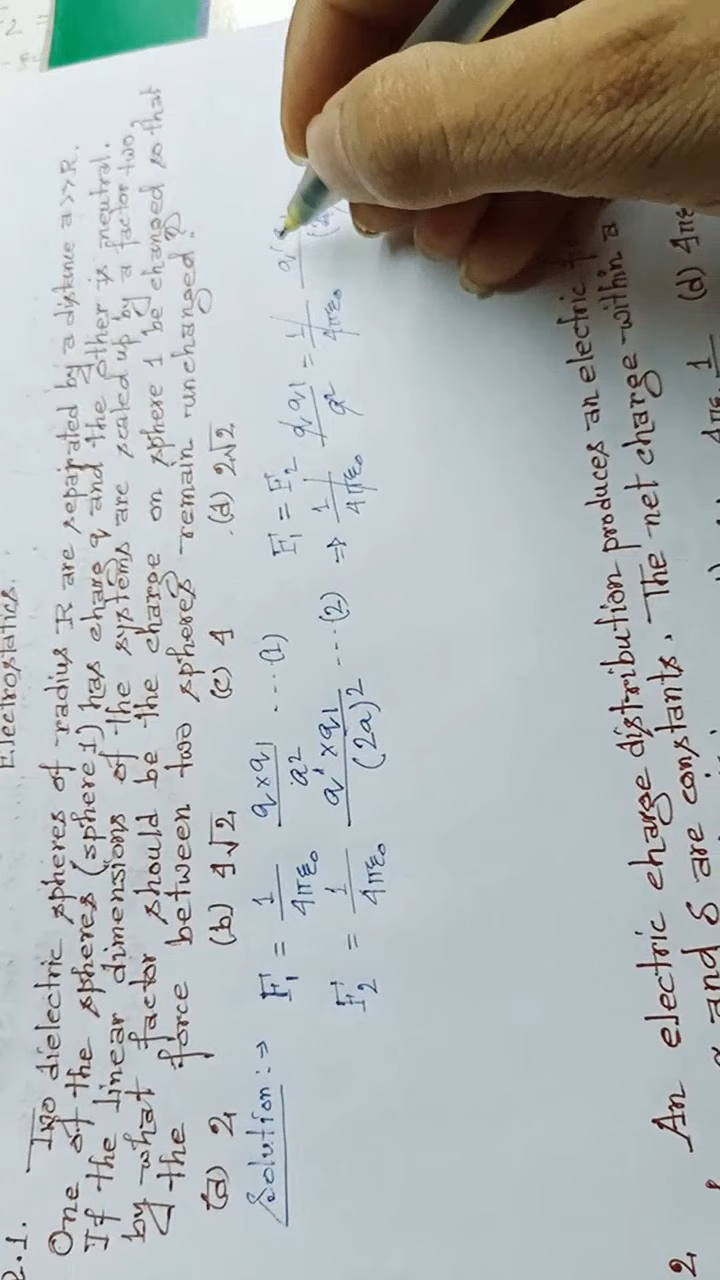 Electrostatics.
2.1. Two dielectric spheres of radius R are separated by a distance a>>R.
One of the spheres (sphere 1) has charg q and the other is neutral.
If the linear dimensions of the systems are scaled up by a factor two,
by what factor should be the charge on sphere 1 be changed so that
the force between two spheres remain runchanged?
(a) 2 (b) 4√2 (c) 4 (d) 2√2
Solution :⇒ F₁ = 1/4πε₀ q×q₁/a² ...(1) F₁ = F₂
F₂ = 1/4πε₀ q'×q₁/(2a)² ...(2) ⇒ 1/4πε₀ qq₁/a² = 1/4πε₀
2 An electric charge distribution produces an electric
and δ are constants. The net charge within a
(d) 4πε